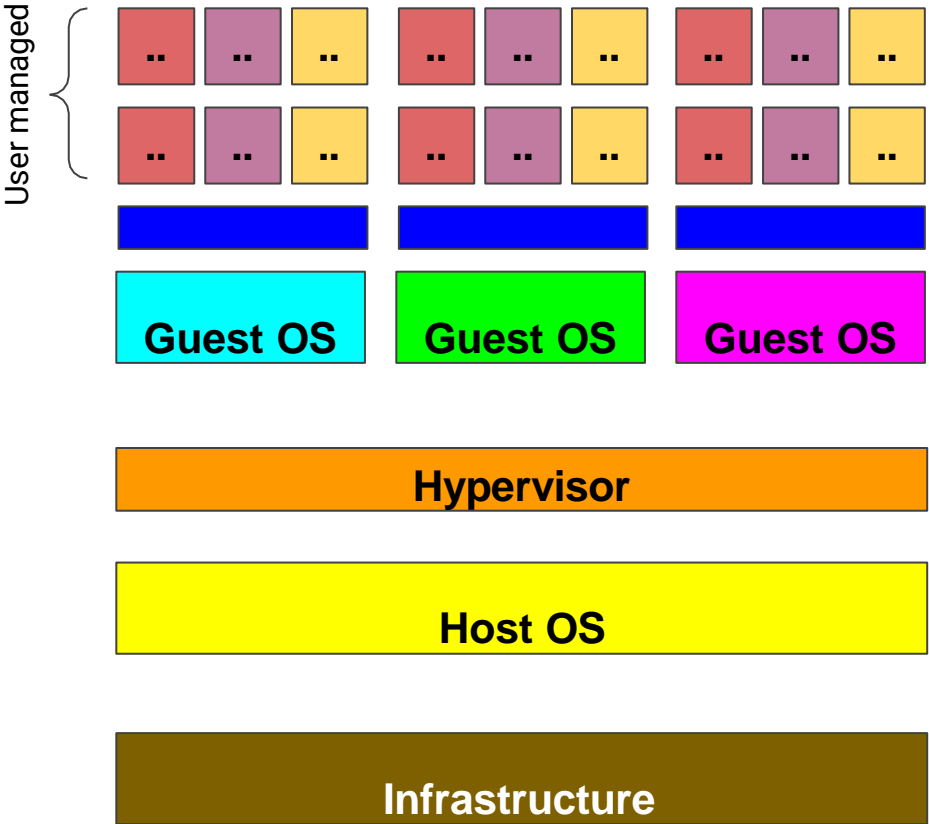 User managed
.. .. .. .. .. .. .. .. ..
.. .. .. .. .. .. .. .. ..
Guest OS Guest OS Guest OS
Hypervisor
Host OS
Infrastructure